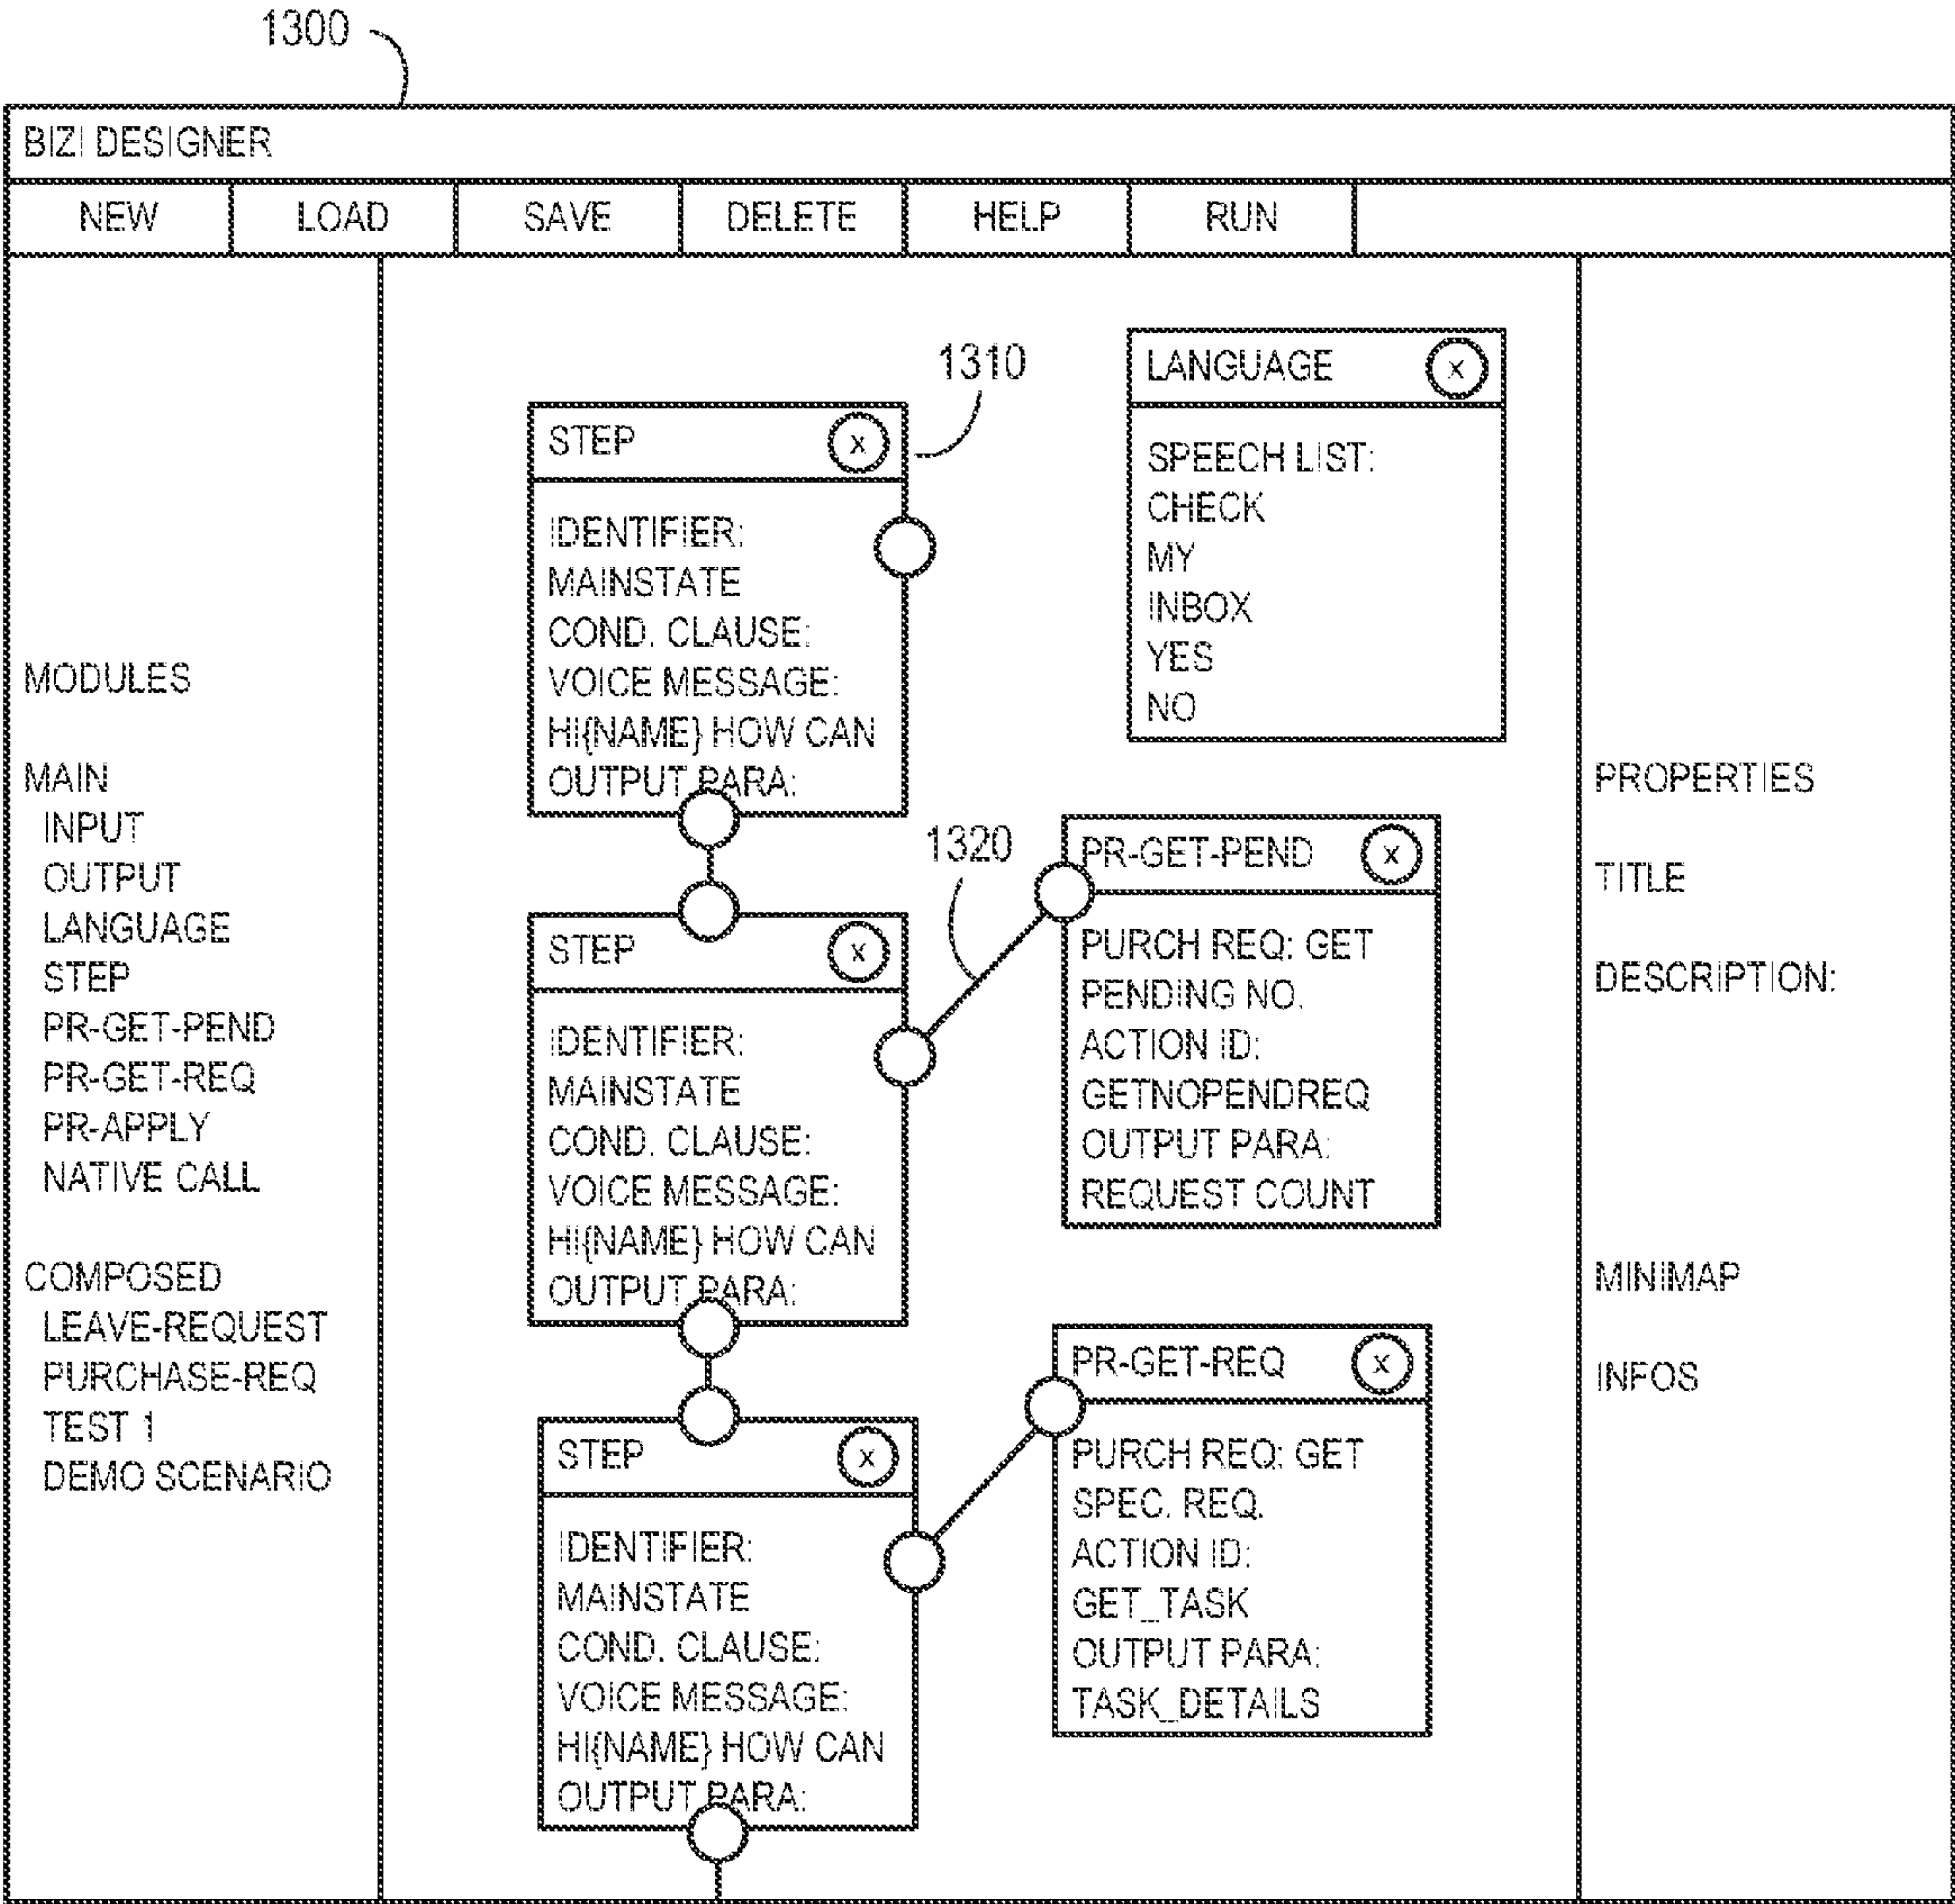 1300
BIZI DESIGNER
NEW
LOAD
SAVE
DELETE
HELP
RUN
MODULES
MAIN
INPUT
OUTPUT
LANGUAGE
STEP
PR-GET-PEND
PR-GET-REQ
PR-APPLY
NATIVE CALL
COMPOSED
LEAVE-REQUEST
PURCHASE-REQ
TEST 1
DEMO SCENARIO
1310
STEP X
IDENTIFIER:
MAINSTATE
COND. CLAUSE:
VOICE MESSAGE:
HI{NAME} HOW CAN
OUTPUT PARA:
LANGUAGE X
SPEECH LIST:
CHECK
MY
INBOX
YES
NO
1320
STEP X
IDENTIFIER:
MAINSTATE
COND. CLAUSE:
VOICE MESSAGE:
HI{NAME} HOW CAN
OUTPUT PARA:
PR-GET-PEND X
PURCH REQ: GET
PENDING NO.
ACTION ID:
GETNOPENDREQ
OUTPUT PARA:
REQUEST COUNT
STEP X
IDENTIFIER:
MAINSTATE
COND. CLAUSE:
VOICE MESSAGE:
HI{NAME} HOW CAN
OUTPUT PARA:
PR-GET-REQ X
PURCH REQ: GET
SPEC. REQ.
ACTION ID:
GET_TASK
OUTPUT PARA:
TASK_DETAILS
PROPERTIES
TITLE
DESCRIPTION:
MINIMAP
INFOS